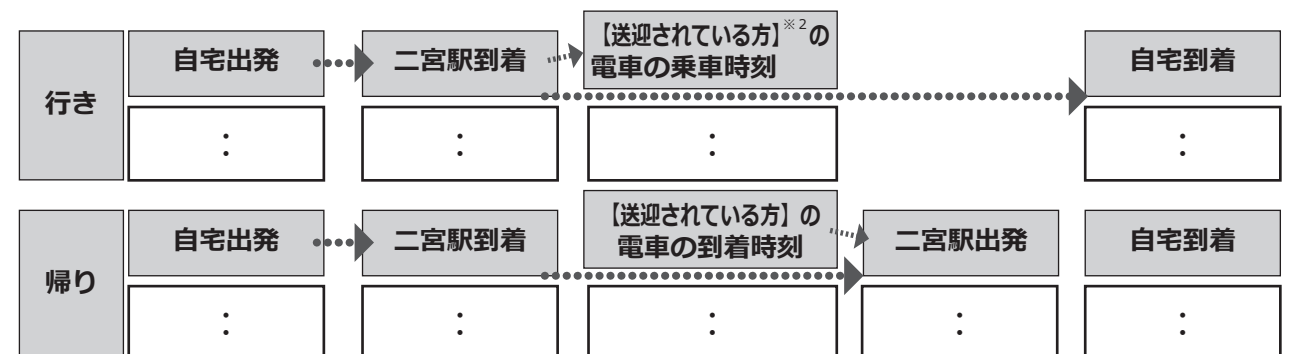 行き
自宅出発
二宮駅到着
【送迎されている方】※2の
電車の乗車時刻
自宅到着
:
:
:
:
帰り
自宅出発
二宮駅到着
【送迎されている方】の
電車の到着時刻
二宮駅出発
自宅到着
:
:
:
:
: